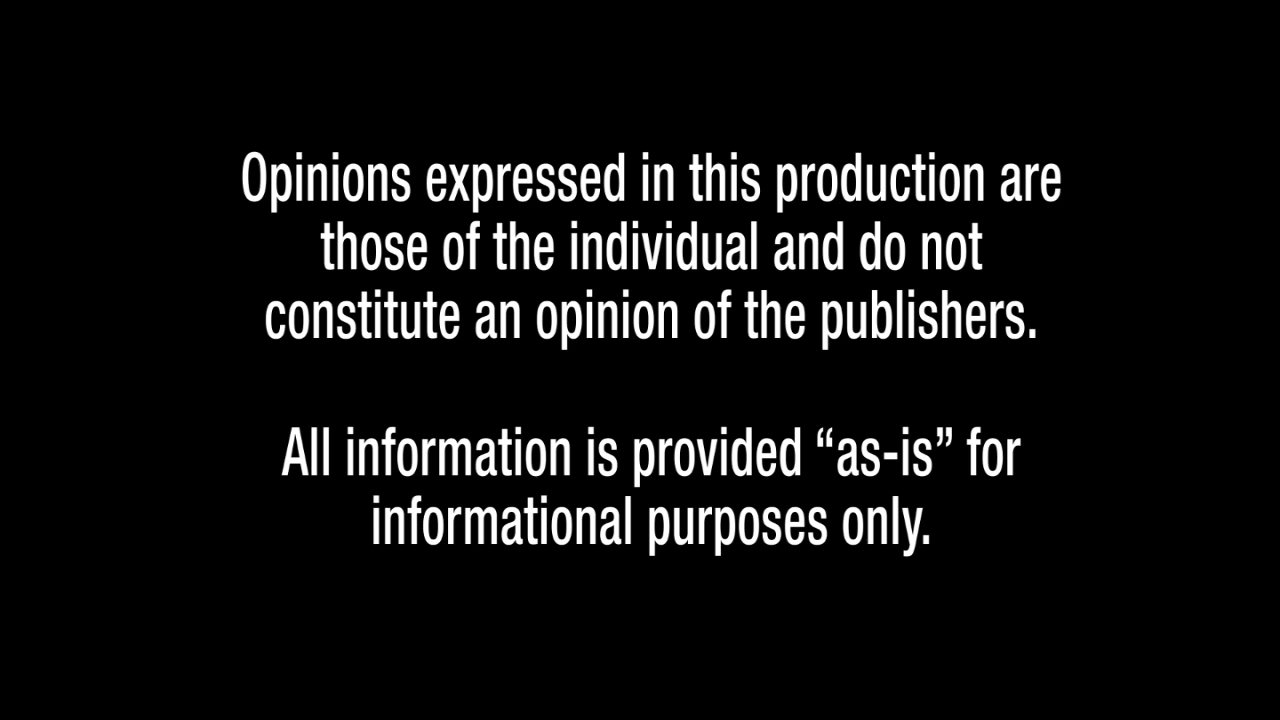 Opinions expressed in this production are
those of the individual and do not
constitute an opinion of the publishers.
All information is provided “as-is” for
informational purposes only.